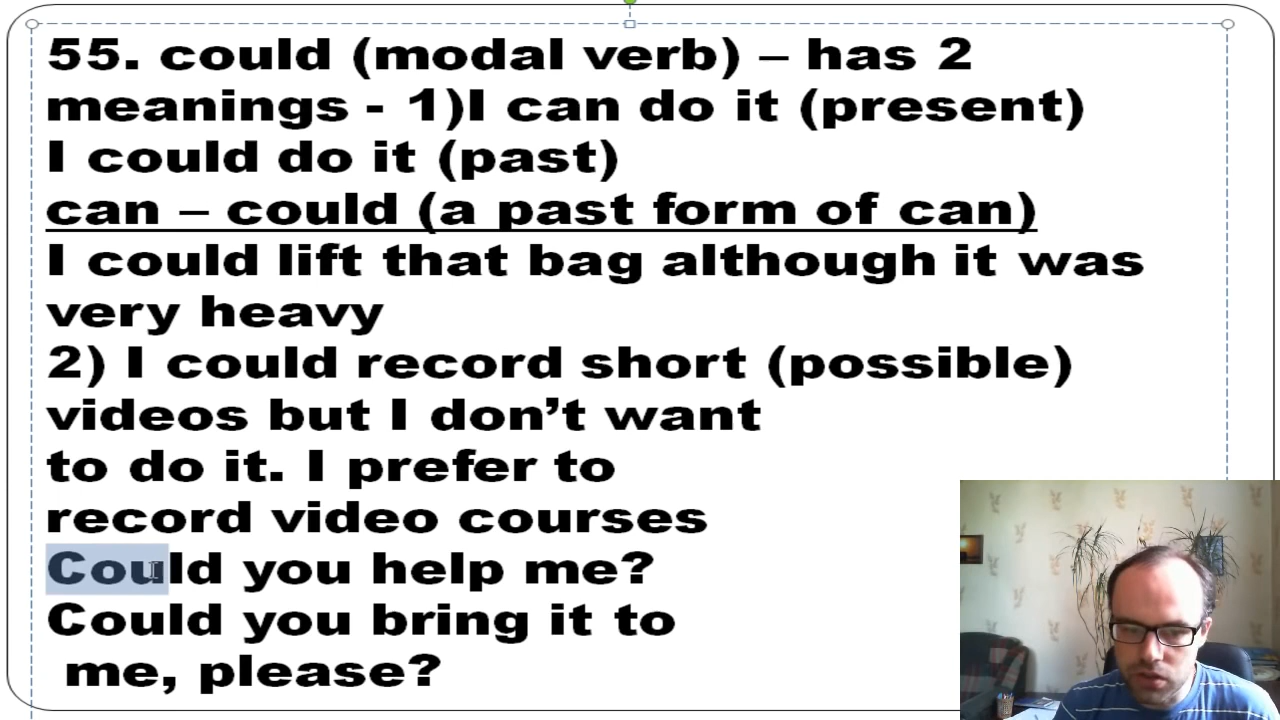 55. could (modal verb) – has 2
meanings - 1)I can do it (present)
I could do it (past)
can – could (a past form of can)
I could lift that bag although it was
very heavy
2) I could record short (possible)
videos but I don’t want
to do it. I prefer to
record video courses
Could you help me?
Could you bring it to
me, please?